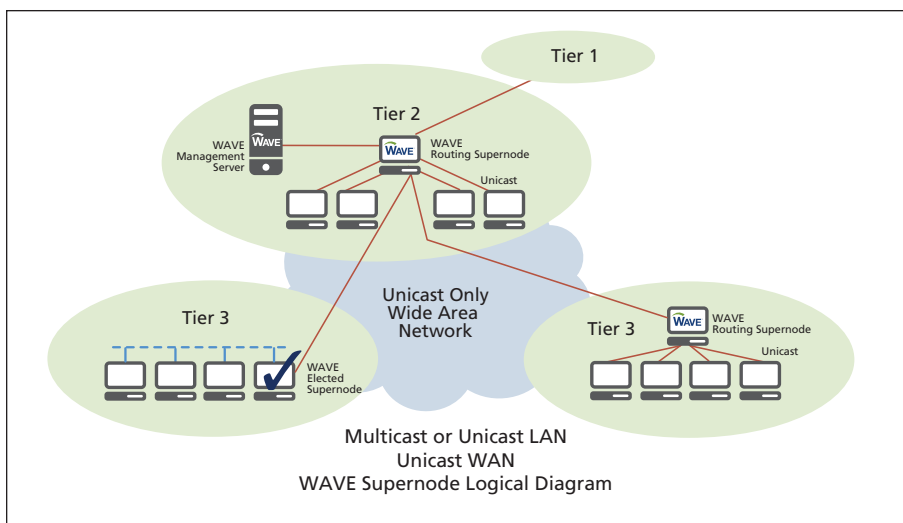 Tier 1
Tier 2
WAVE
WAVE
Management
Server
WAVE
WAVE
Routing Supernode
Unicast
Unicast Only
Wide Area
Network
Tier 3
WAVE
Elected
Supernode
Tier 3
WAVE
WAVE
Routing Supernode
Unicast
Multicast or Unicast LAN
Unicast WAN
WAVE Supernode Logical Diagram